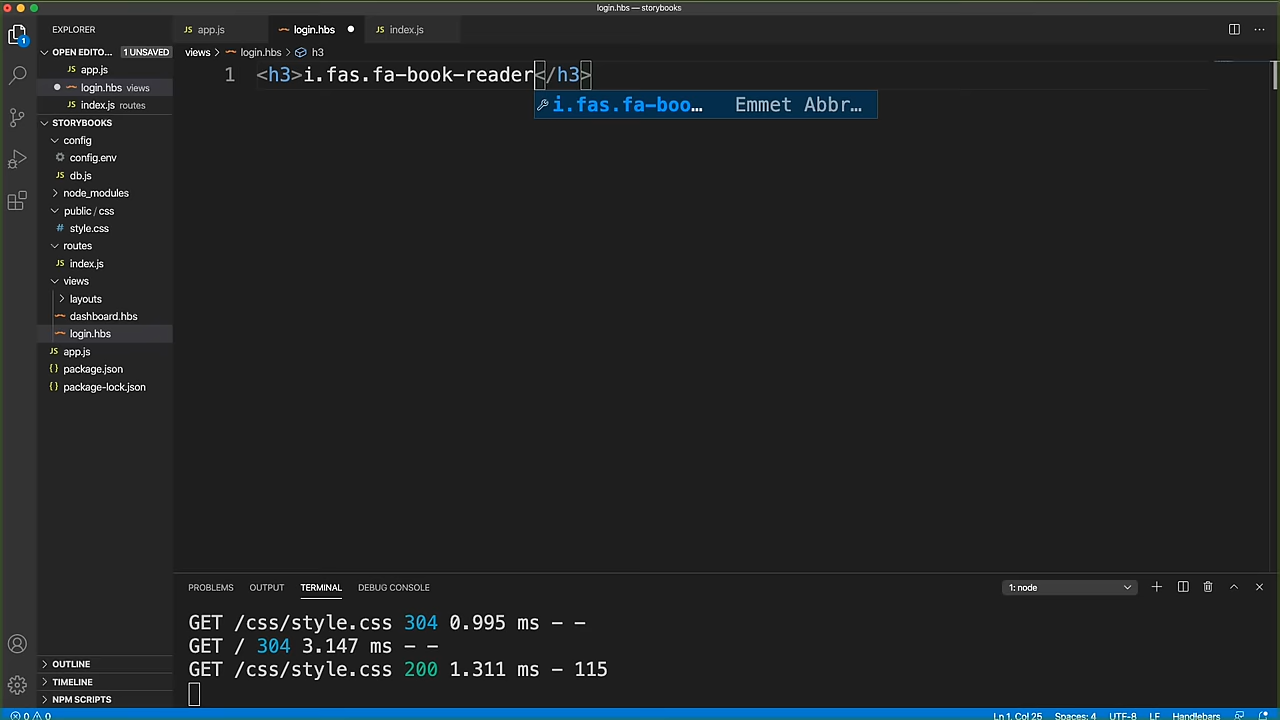 login.hbs — storybooks
EXPLORER
JS app.js
login.hbs
JS index.js
OPEN EDITO... 1 UNSAVED
views > login.hbs > h3
JS app.js
login.hbs views
JS index.js routes
1 <h3>i.fas.fa-book-reader</h3>
i.fas.fa-boo... Emmet Abbr...
STORYBOOKS
config
config.env
JS db.js
node_modules
public / css
# style.css
routes
JS index.js
views
layouts
dashboard.hbs
login.hbs
JS app.js
{} package.json
{} package-lock.json
PROBLEMS OUTPUT TERMINAL DEBUG CONSOLE 1: node
GET /css/style.css 304 0.995 ms - -
GET / 304 3.147 ms - -
GET /css/style.css 200 1.311 ms - 115
OUTLINE
TIMELINE
NPM SCRIPTS
1
0 0 Ln 1, Col 25 Spaces: 4 UTF-8 LF Handlebars